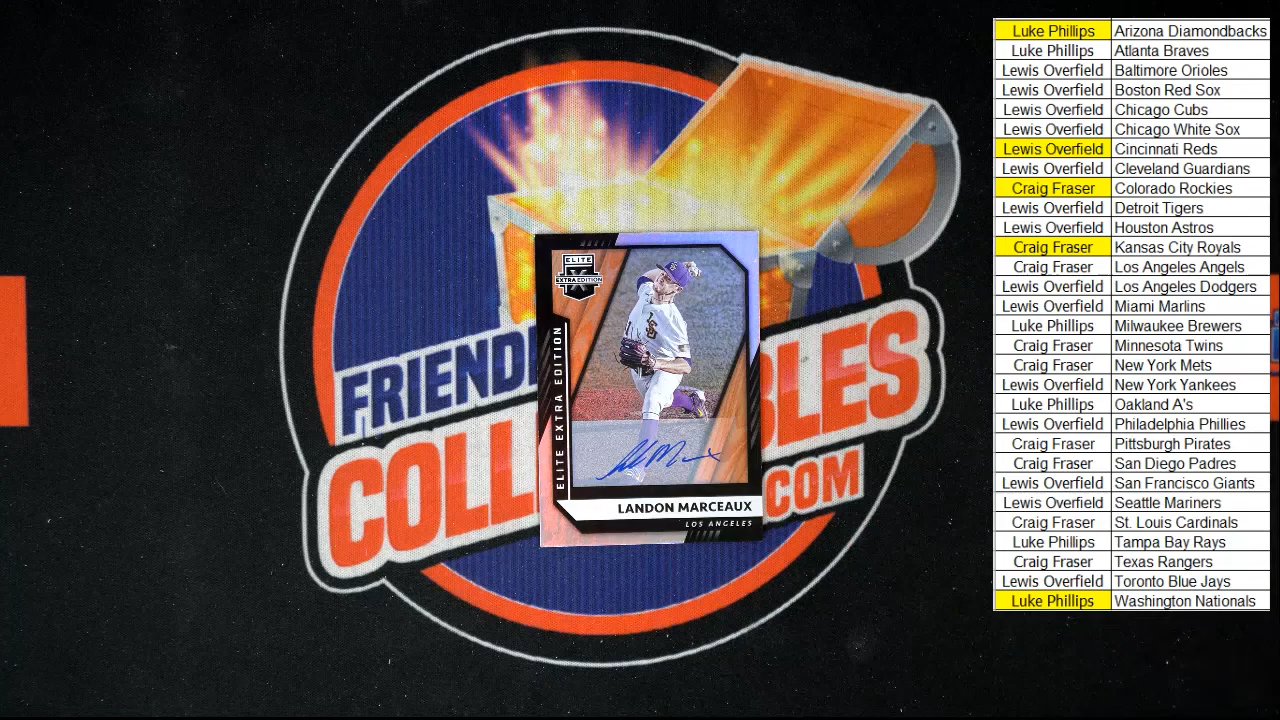 Luke Phillips Arizona Diamondbacks
Luke Phillips Atlanta Braves
Lewis Overfield Baltimore Orioles
Lewis Overfield Boston Red Sox
Lewis Overfield Chicago Cubs
Lewis Overfield Chicago White Sox
Lewis Overfield Cincinnati Reds
Lewis Overfield Cleveland Guardians
Craig Fraser Colorado Rockies
Lewis Overfield Detroit Tigers
Lewis Overfield Houston Astros
Craig Fraser Kansas City Royals
Craig Fraser Los Angeles Angels
Lewis Overfield Los Angeles Dodgers
Lewis Overfield Miami Marlins
Luke Phillips Milwaukee Brewers
Craig Fraser Minnesota Twins
Craig Fraser New York Mets
Lewis Overfield New York Yankees
Luke Phillips Oakland A's
Lewis Overfield Philadelphia Phillies
Craig Fraser Pittsburgh Pirates
Craig Fraser San Diego Padres
Lewis Overfield San Francisco Giants
Lewis Overfield Seattle Mariners
Craig Fraser St. Louis Cardinals
Luke Phillips Tampa Bay Rays
Craig Fraser Texas Rangers
Lewis Overfield Toronto Blue Jays
Luke Phillips Washington Nationals
FRIEND
COLL BLES
.COM
ELITE
X
EXTRA EDITION
ELITE EXTRA EDITION
LSU
LANDON MARCEAUX
LOS ANGELES